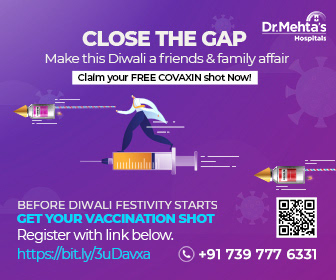 Dr.Mehta's
Hospitals
CLOSE THE GAP
Make this Diwali a friends & family affair
Claim your FREE COVAXIN shot Now!
BEFORE DIWALI FESTIVITY STARTS
GET YOUR VACCINATION SHOT
Register with link below.
https://bit.ly/3uDavxa
+91 739 777 6331